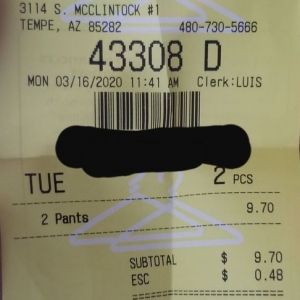 3114 S. MCCLINTOCK #1
TEMPE, AZ 85282 480-730-5666
43308 D
MON 03/16/2020 11:41 AM Clerk:LUIS
TUE 2 PCS
2 Pants 9.70
SUBTOTAL $ 9.70
ESC $ 0.48